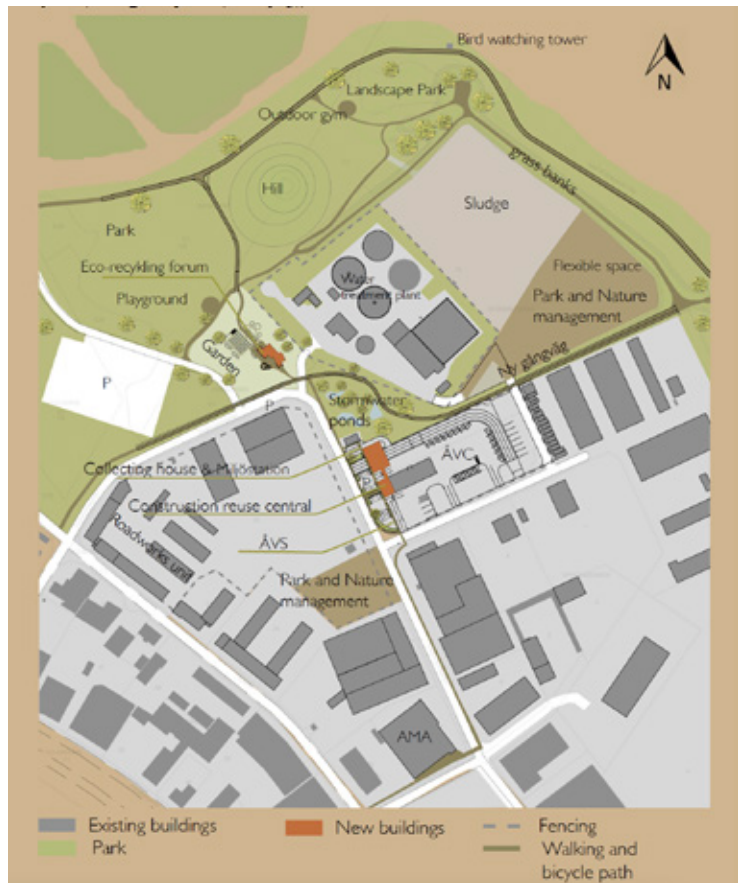 Bird watching tower
N
Landscape Park
Outdoor gym
grass banks
Hill
Sludge
Park
Eco-recykling forum
Flexible space
Water
treatment plant
Park and Nature
management
Playground
Garden
Ny gångväg
P
P
Stormwater
ponds
ÅVC
Collecting house & Miljömation
P
Construction reuse central
Roadworks unit
ÅVS
Park and Nature
management
AMA
Existing buildings
New buildings
Fencing
Park
Walking and
bicycle path